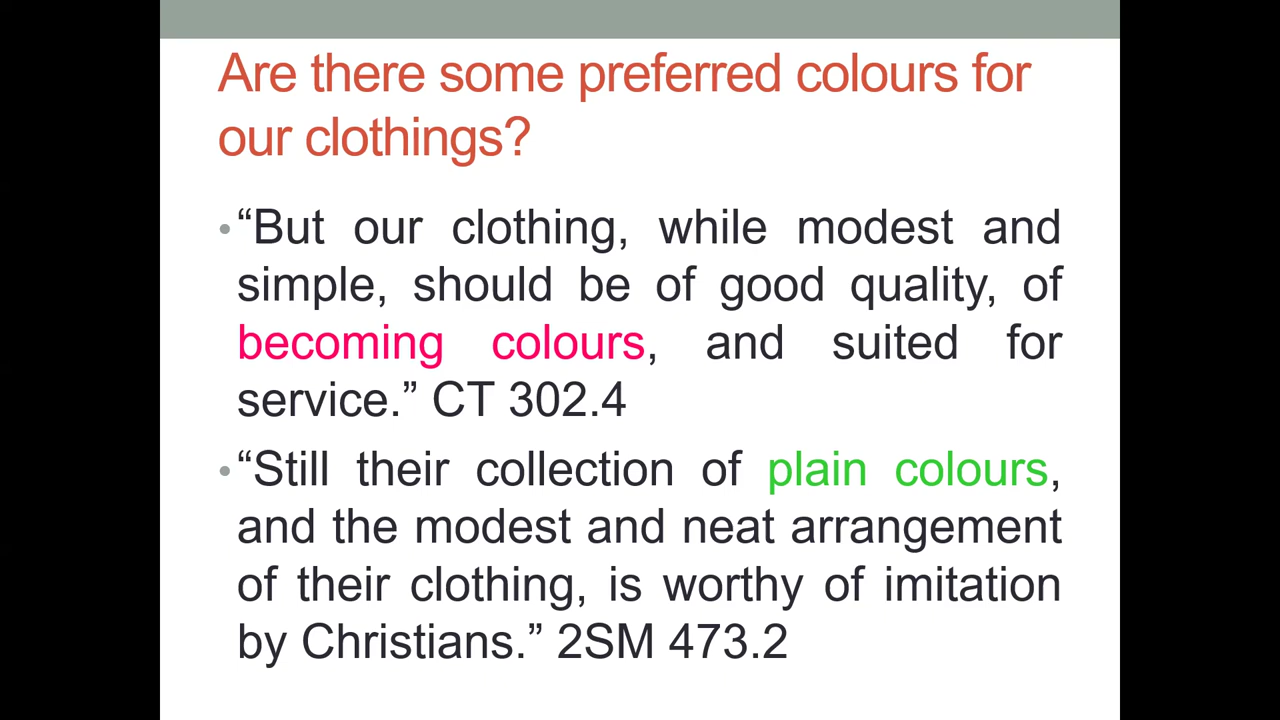 Are there some preferred colours for
our clothings?
• “But our clothing, while modest and
simple, should be of good quality, of
becoming colours, and suited for
service.” CT 302.4
• “Still their collection of plain colours,
and the modest and neat arrangement
of their clothing, is worthy of imitation
by Christians.” 2SM 473.2